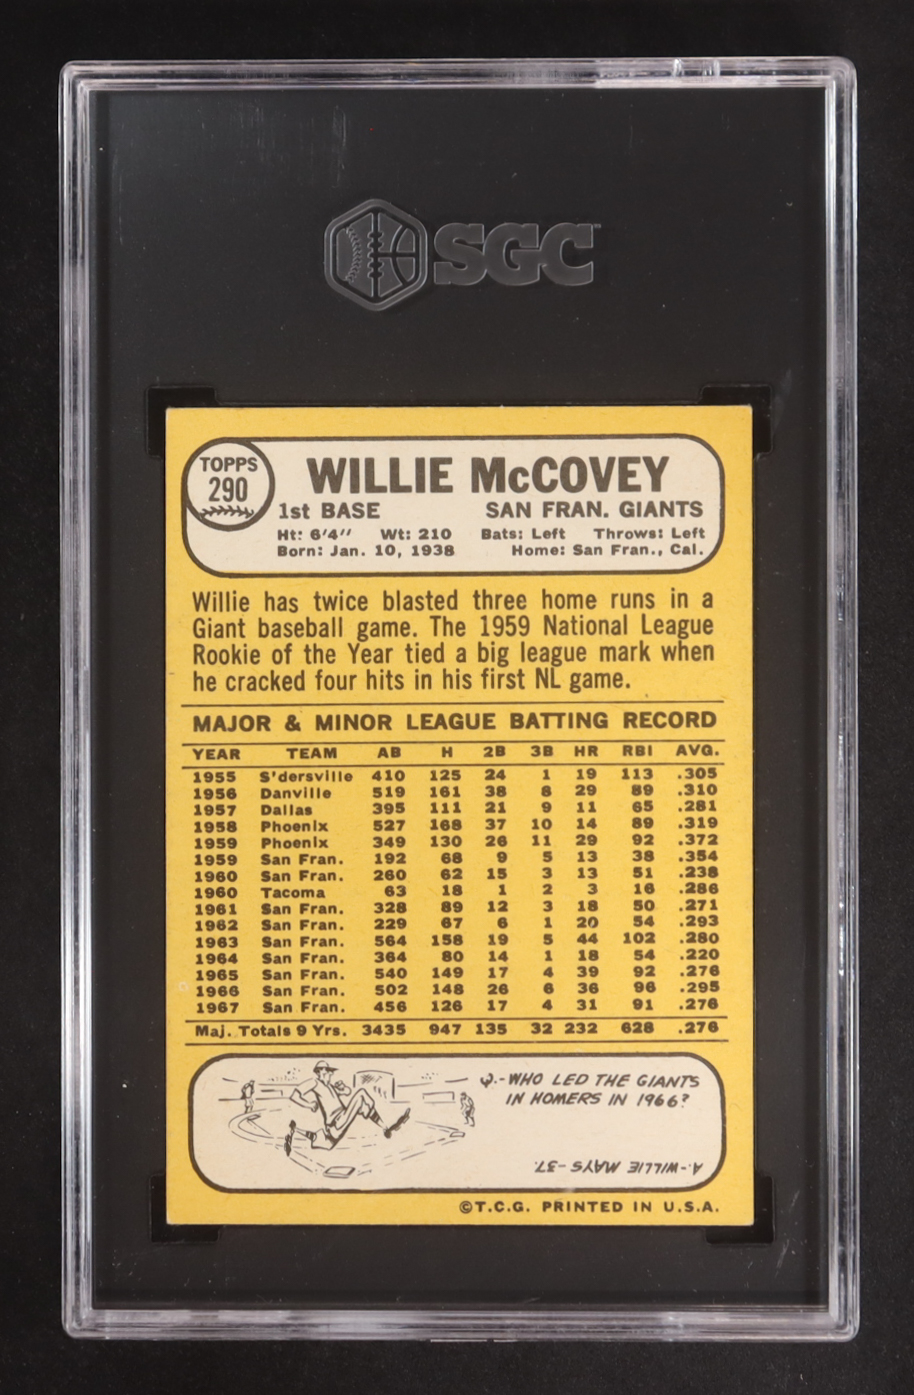 SGC
TOPPS
290
WILLIE McCOVEY
1st BASE SAN FRAN. GIANTS
Ht: 6'4" Wt: 210 Bats: Left Throws: Left
Born: Jan. 10, 1938 Home: San Fran., Cal.
Willie has twice blasted three home runs in a
Giant baseball game. The 1959 National League
Rookie of the Year tied a big league mark when
he cracked four hits in his first NL game.
MAJOR & MINOR LEAGUE BATTING RECORD
YEAR TEAM AB H 2B 3B HR RBI AVG.
1955 S'dersville 410 125 24 1 19 113 .305
1956 Danville 519 161 38 8 29 89 .310
1957 Dallas 395 111 21 9 11 65 .281
1958 Phoenix 527 168 37 10 14 89 .319
1959 Phoenix 349 130 26 11 29 92 .372
1959 San Fran. 192 68 9 5 13 38 .354
1960 San Fran. 260 62 15 3 13 51 .238
1960 Tacoma 63 18 1 2 3 16 .286
1961 San Fran. 328 89 12 3 18 50 .271
1962 San Fran. 229 67 6 1 20 54 .293
1963 San Fran. 564 158 19 5 44 102 .280
1964 San Fran. 364 80 14 1 18 54 .220
1965 San Fran. 540 149 17 4 39 92 .276
1966 San Fran. 502 148 26 6 36 96 .295
1967 San Fran. 456 126 17 4 31 91 .276
Maj. Totals 9 Yrs. 3435 947 135 32 232 628 .276
Q.-WHO LED THE GIANTS
IN HOMERS IN 1966?
A.-WILLIE MAYS-37.
©T.C.G. PRINTED IN U.S.A.